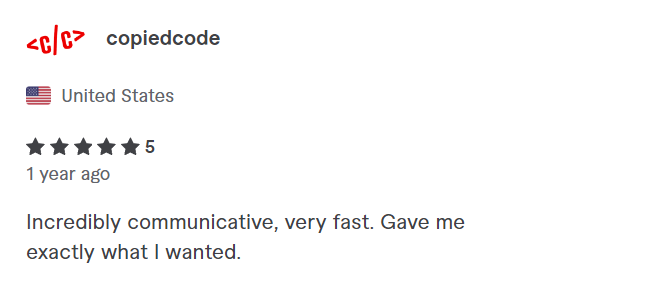 <c/c>
copiedcode
United States
5
1 year ago
Incredibly communicative, very fast. Gave me
exactly what I wanted.